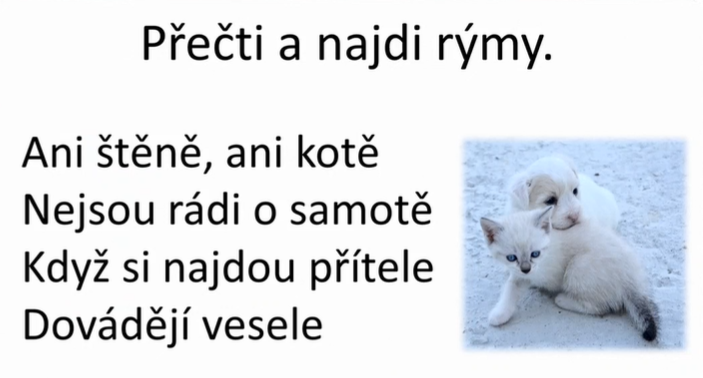 Přečti a najdi rýmy.
Ani štěně, ani kotě
Nejsou rádi o samotě
Když si najdou přítele
Dovádějí vesele